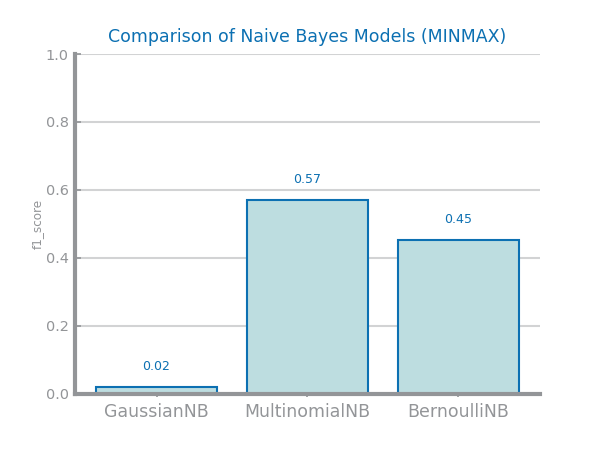 Comparison of Naive Bayes Models (MINMAX)
1.0
0.8
0.6
0.4
0.2
0.0
f1_score
0.02
0.57
0.45
GaussianNB
MultinomialNB
BernoulliNB